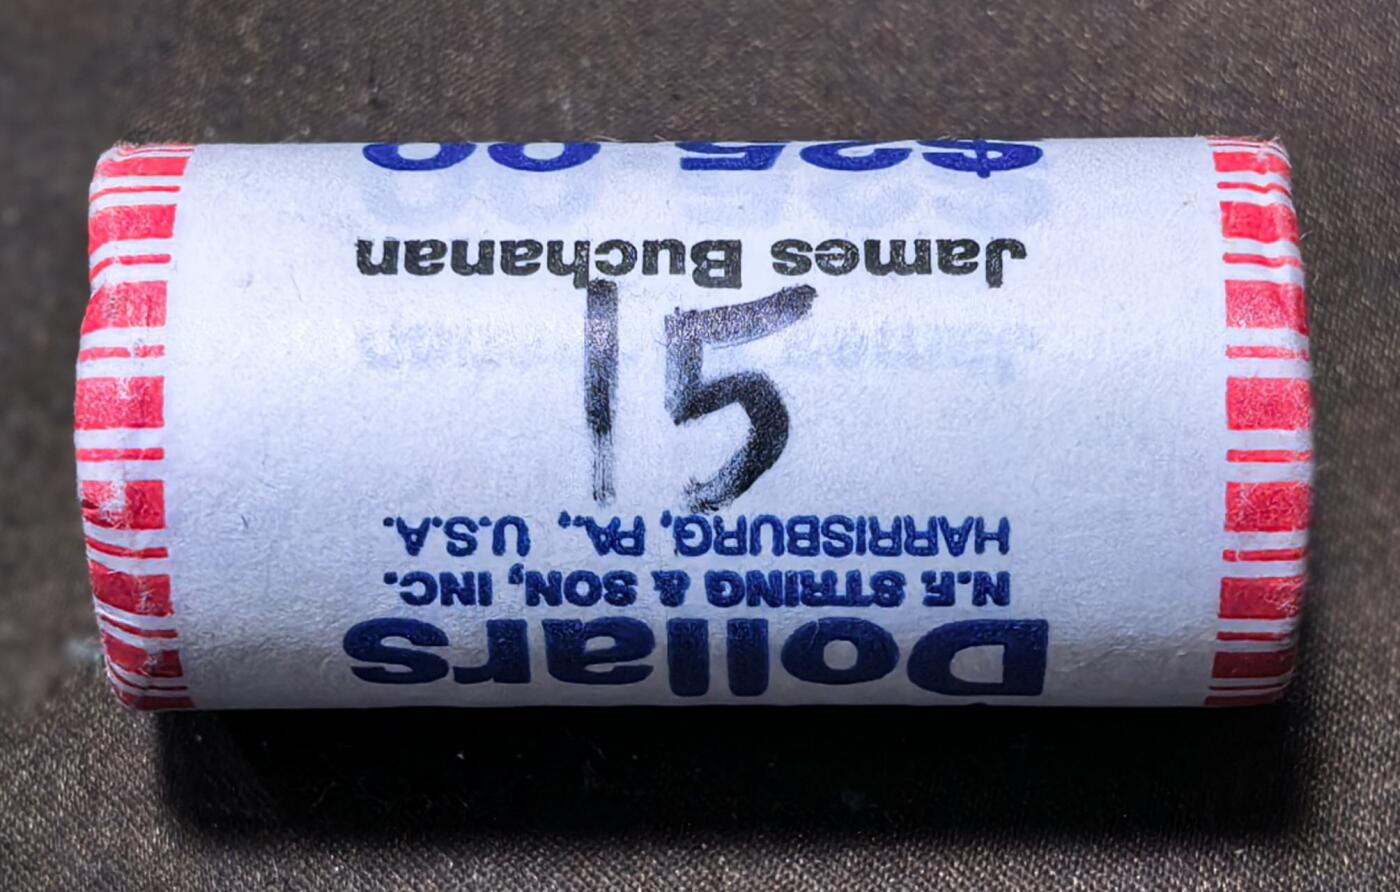 Dollars
N.F. STRING & SON, INC.
HARRISBURG, PA., U.S.A.
15
James Buchanan
$25.00